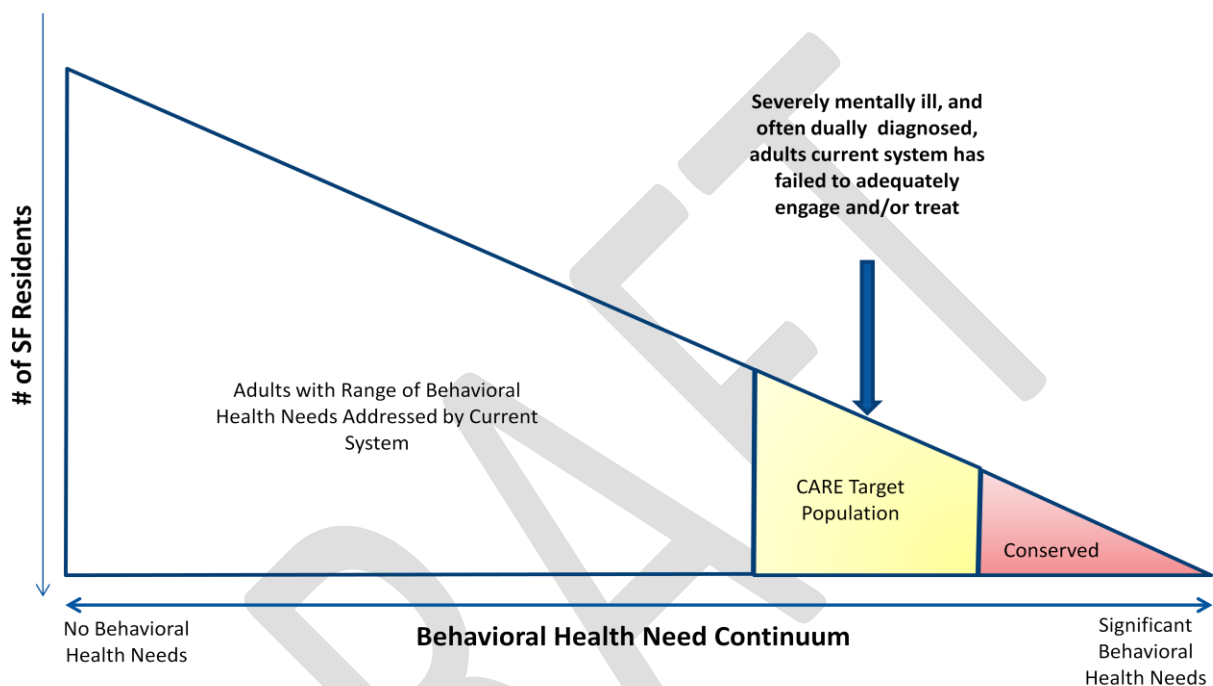 Severely mentally ill, and
often dually diagnosed,
adults current system has
failed to adequately
engage and/or treat
# of SF Residents
Adults with Range of Behavioral
Health Needs Addressed by Current
System
CARE Target
Population
Conserved
No Behavioral
Health Needs
Behavioral Health Need Continuum
Significant
Behavioral
Health Needs
DRAFT